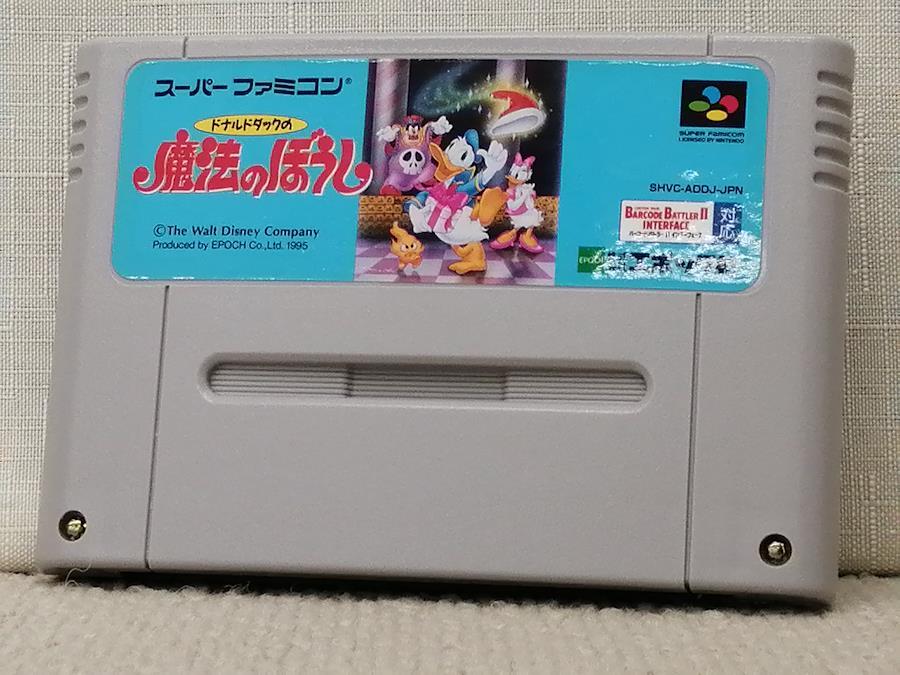 スーパーファミコン®
ドナルドダックの
魔法のぼうし
©The Walt Disney Company
Produced by EPOCH Co.,Ltd. 1995
SUPER FAMICOM
LICENSED BY NINTENDO
SHVC-ADDJ-JPN
BARCODE BATTLER II
INTERFACE
対応
EPOCH